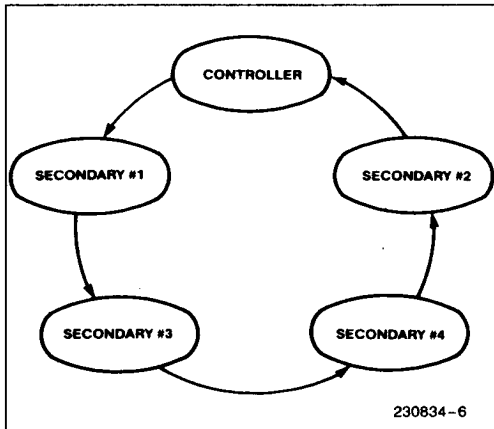 CONTROLLER
SECONDARY #1
SECONDARY #2
SECONDARY #3
SECONDARY #4
230834-6